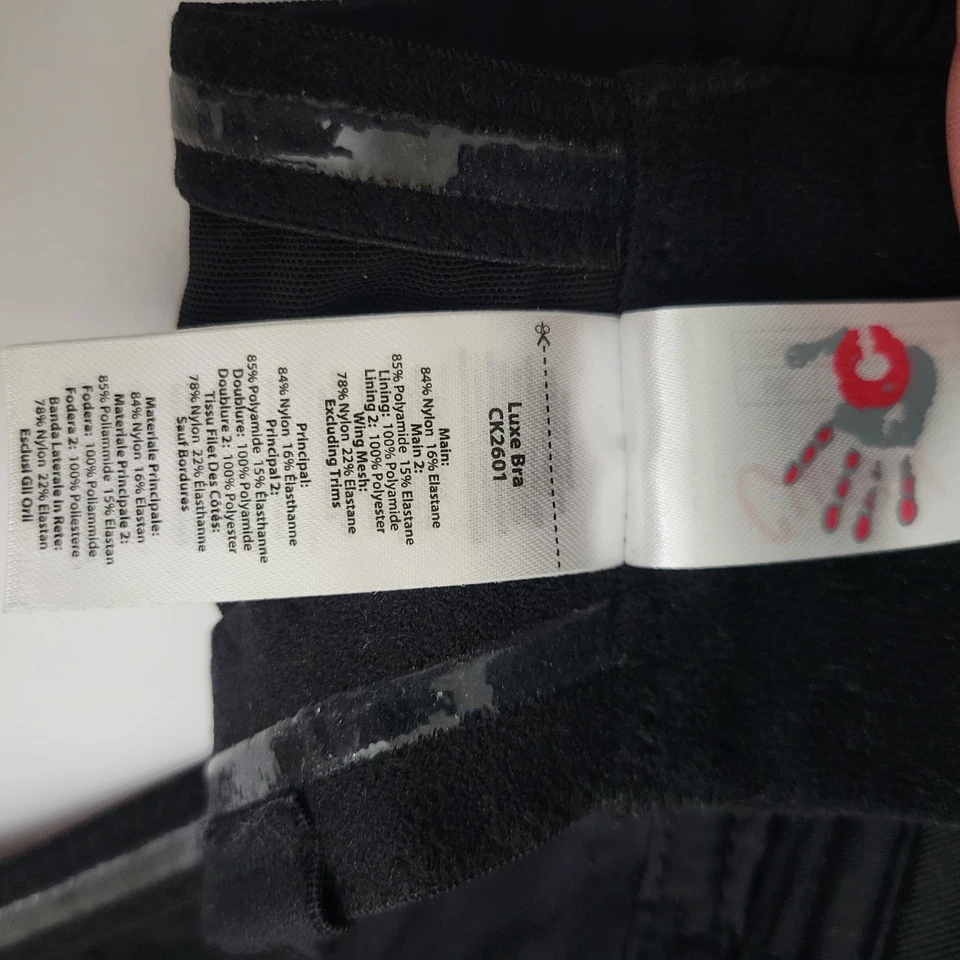 Luxe Bra
CK2601
Main:
84% Nylon 16% Elastane
Main 2:
85% Polyamide 15% Elastane
Lining: 100% Polyamide
Lining 2: 100% Polyester
Wing Mesh:
78% Nylon 22% Elastane
Excluding Trims
Principal:
84% Nylon 16% Élasthanne
Principal 2:
85% Polyamide 15% Élasthanne
Doublure: 100% Polyamide
Doublure 2: 100% Polyester
Tissu Filet Des Côtés:
78% Nylon 22% Élasthanne
Sauf Bordures
Materiale Principale:
84% Nylon 16% Elastan
Materiale Principale 2:
85% Poliammide 15% Elastan
Fodera: 100% Poliammide
Fodera 2: 100% Poliestere
Banda Laterale In Rete:
78% Nylon 22% Elastan
Esclusi Gli Orli